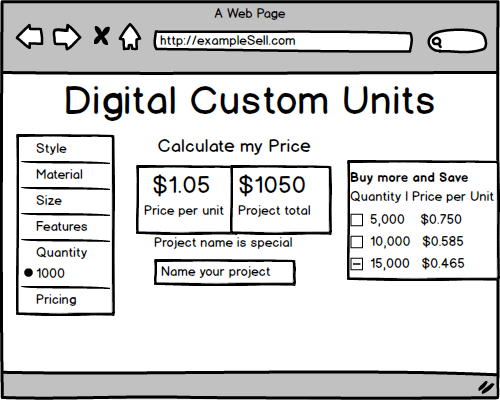 A Web Page
http://exampleSell.com
Digital Custom Units
Style
Material
Size
Features
Quantity
1000
Pricing
Calculate my Price
$1.05
Price per unit
$1050
Project total
Project name is special
Name your project
Buy more and Save
Quantity | Price per Unit
5,000 $0.750
10,000 $0.585
15,000 $0.465